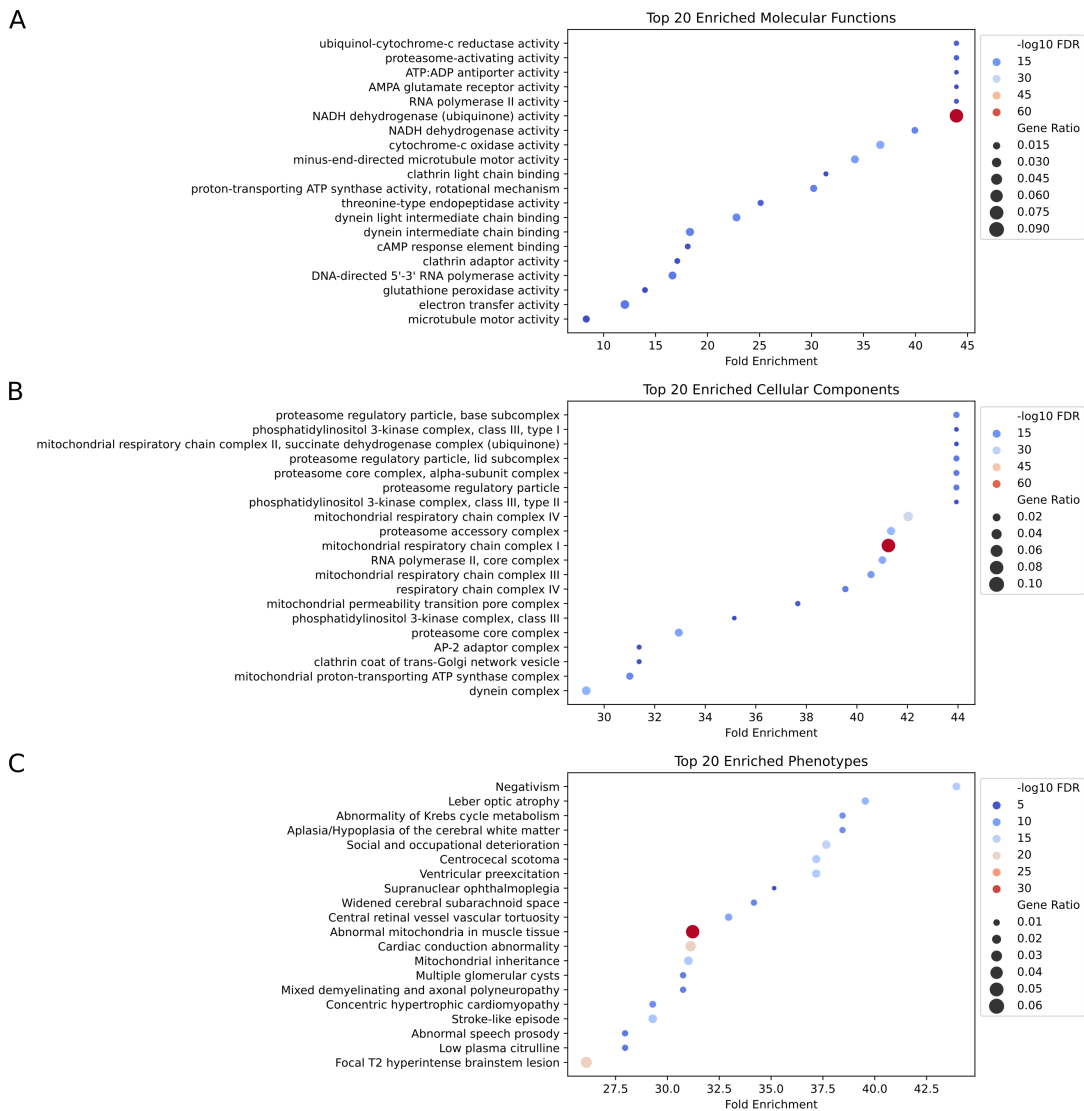 A
Top 20 Enriched Molecular Functions
ubiquinol-cytochrome-c reductase activity
proteasome-activating activity
ATP:ADP antiporter activity
AMPA glutamate receptor activity
RNA polymerase II activity
NADH dehydrogenase (ubiquinone) activity
NADH dehydrogenase activity
cytochrome-c oxidase activity
minus-end-directed microtubule motor activity
clathrin light chain binding
proton-transporting ATP synthase activity, rotational mechanism
threonine-type endopeptidase activity
dynein light intermediate chain binding
dynein intermediate chain binding
cAMP response element binding
clathrin adaptor activity
DNA-directed 5'-3' RNA polymerase activity
glutathione peroxidase activity
electron transfer activity
microtubule motor activity
10 15 20 25 30 35 40 45
Fold Enrichment
-log10 FDR
15
30
45
60
Gene Ratio
0.015
0.030
0.045
0.060
0.075
0.090
B
Top 20 Enriched Cellular Components
proteasome regulatory particle, base subcomplex
phosphatidylinositol 3-kinase complex, class III, type I
mitochondrial respiratory chain complex II, succinate dehydrogenase complex (ubiquinone)
proteasome regulatory particle, lid subcomplex
proteasome core complex, alpha-subunit complex
proteasome regulatory particle
phosphatidylinositol 3-kinase complex, class III, type II
mitochondrial respiratory chain complex IV
proteasome accessory complex
mitochondrial respiratory chain complex I
RNA polymerase II, core complex
mitochondrial respiratory chain complex III
respiratory chain complex IV
mitochondrial permeability transition pore complex
phosphatidylinositol 3-kinase complex, class III
proteasome core complex
AP-2 adaptor complex
clathrin coat of trans-Golgi network vesicle
mitochondrial proton-transporting ATP synthase complex
dynein complex
30 32 34 36 38 40 42 44
Fold Enrichment
-log10 FDR
15
30
45
60
Gene Ratio
0.02
0.04
0.06
0.08
0.10
C
Top 20 Enriched Phenotypes
Negativism
Leber optic atrophy
Abnormality of Krebs cycle metabolism
Aplasia/Hypoplasia of the cerebral white matter
Social and occupational deterioration
Centrocecal scotoma
Ventricular preexcitation
Supranuclear ophthalmoplegia
Widened cerebral subarachnoid space
Central retinal vessel vascular tortuosity
Abnormal mitochondria in muscle tissue
Cardiac conduction abnormality
Mitochondrial inheritance
Multiple glomerular cysts
Mixed demyelinating and axonal polyneuropathy
Concentric hypertrophic cardiomyopathy
Stroke-like episode
Abnormal speech prosody
Low plasma citrulline
Focal T2 hyperintense brainstem lesion
27.5 30.0 32.5 35.0 37.5 40.0 42.5
Fold Enrichment
-log10 FDR
5
10
15
20
25
30
Gene Ratio
0.01
0.02
0.03
0.04
0.05
0.06